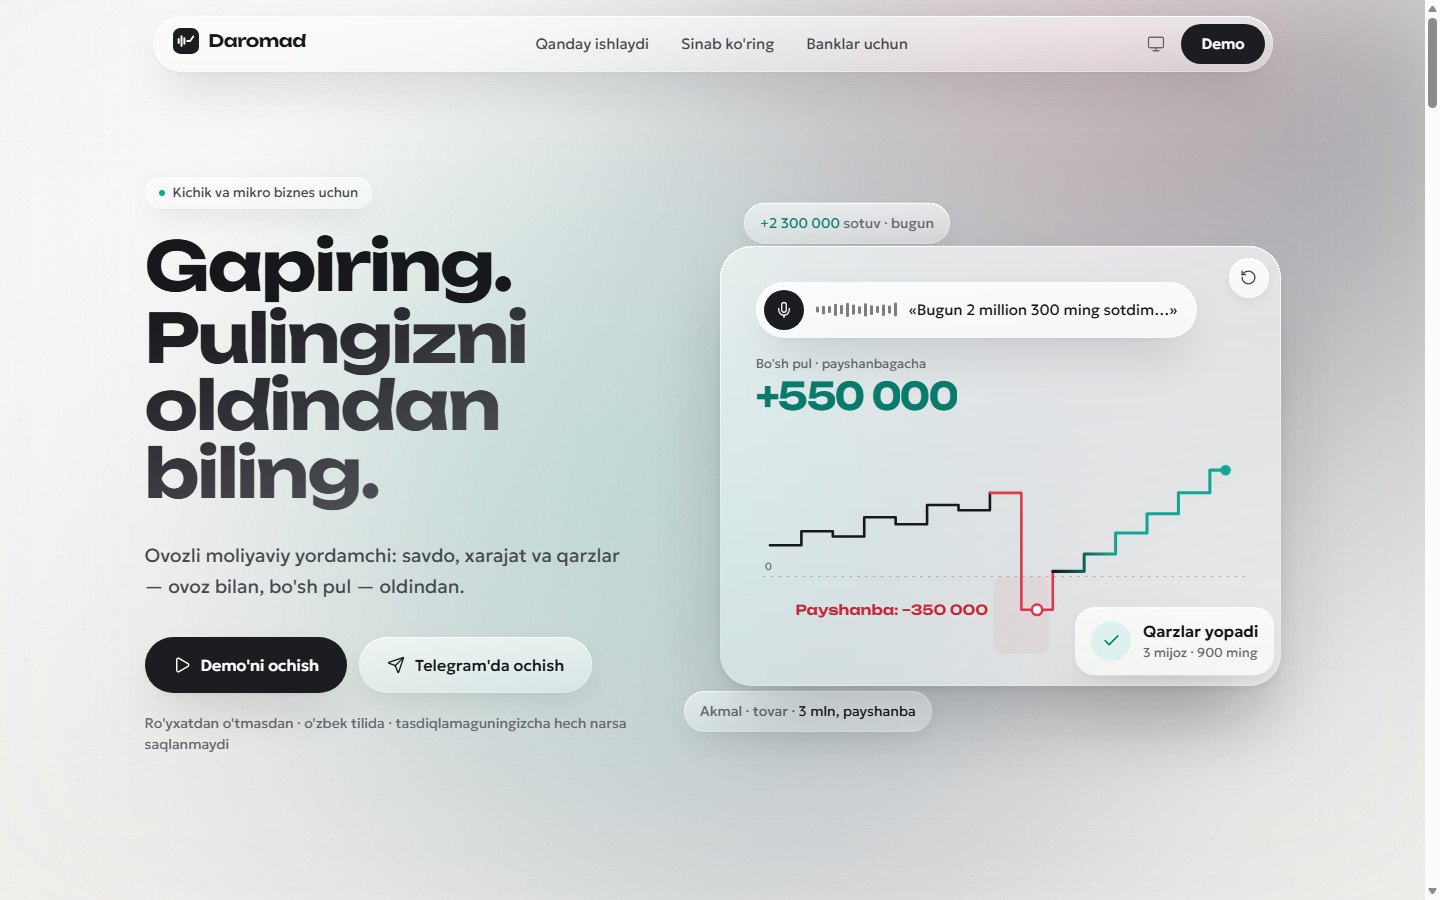 Daromad
Qanday ishlaydi
Sinab ko'ring
Banklar uchun
Demo
Kichik va mikro biznes uchun
Gapiring.
Pulingizni
oldindan
biling.
Ovozli moliyaviy yordamchi: savdo, xarajat va qarzlar
— ovoz bilan, bo'sh pul — oldindan.
Demo'ni ochish
Telegram'da ochish
Ro'yxatdan o'tmasdan · o'zbek tilida · tasdiqlamaguningizcha hech narsa
saqlanmaydi
+2 300 000 sotuv · bugun
«Bugun 2 million 300 ming sotdim...»
Bo'sh pul · payshanbagacha
+550 000
0
Payshanba: −350 000
Qarzlar yopadi
3 mijoz · 900 ming
Akmal · tovar · 3 mln, payshanba